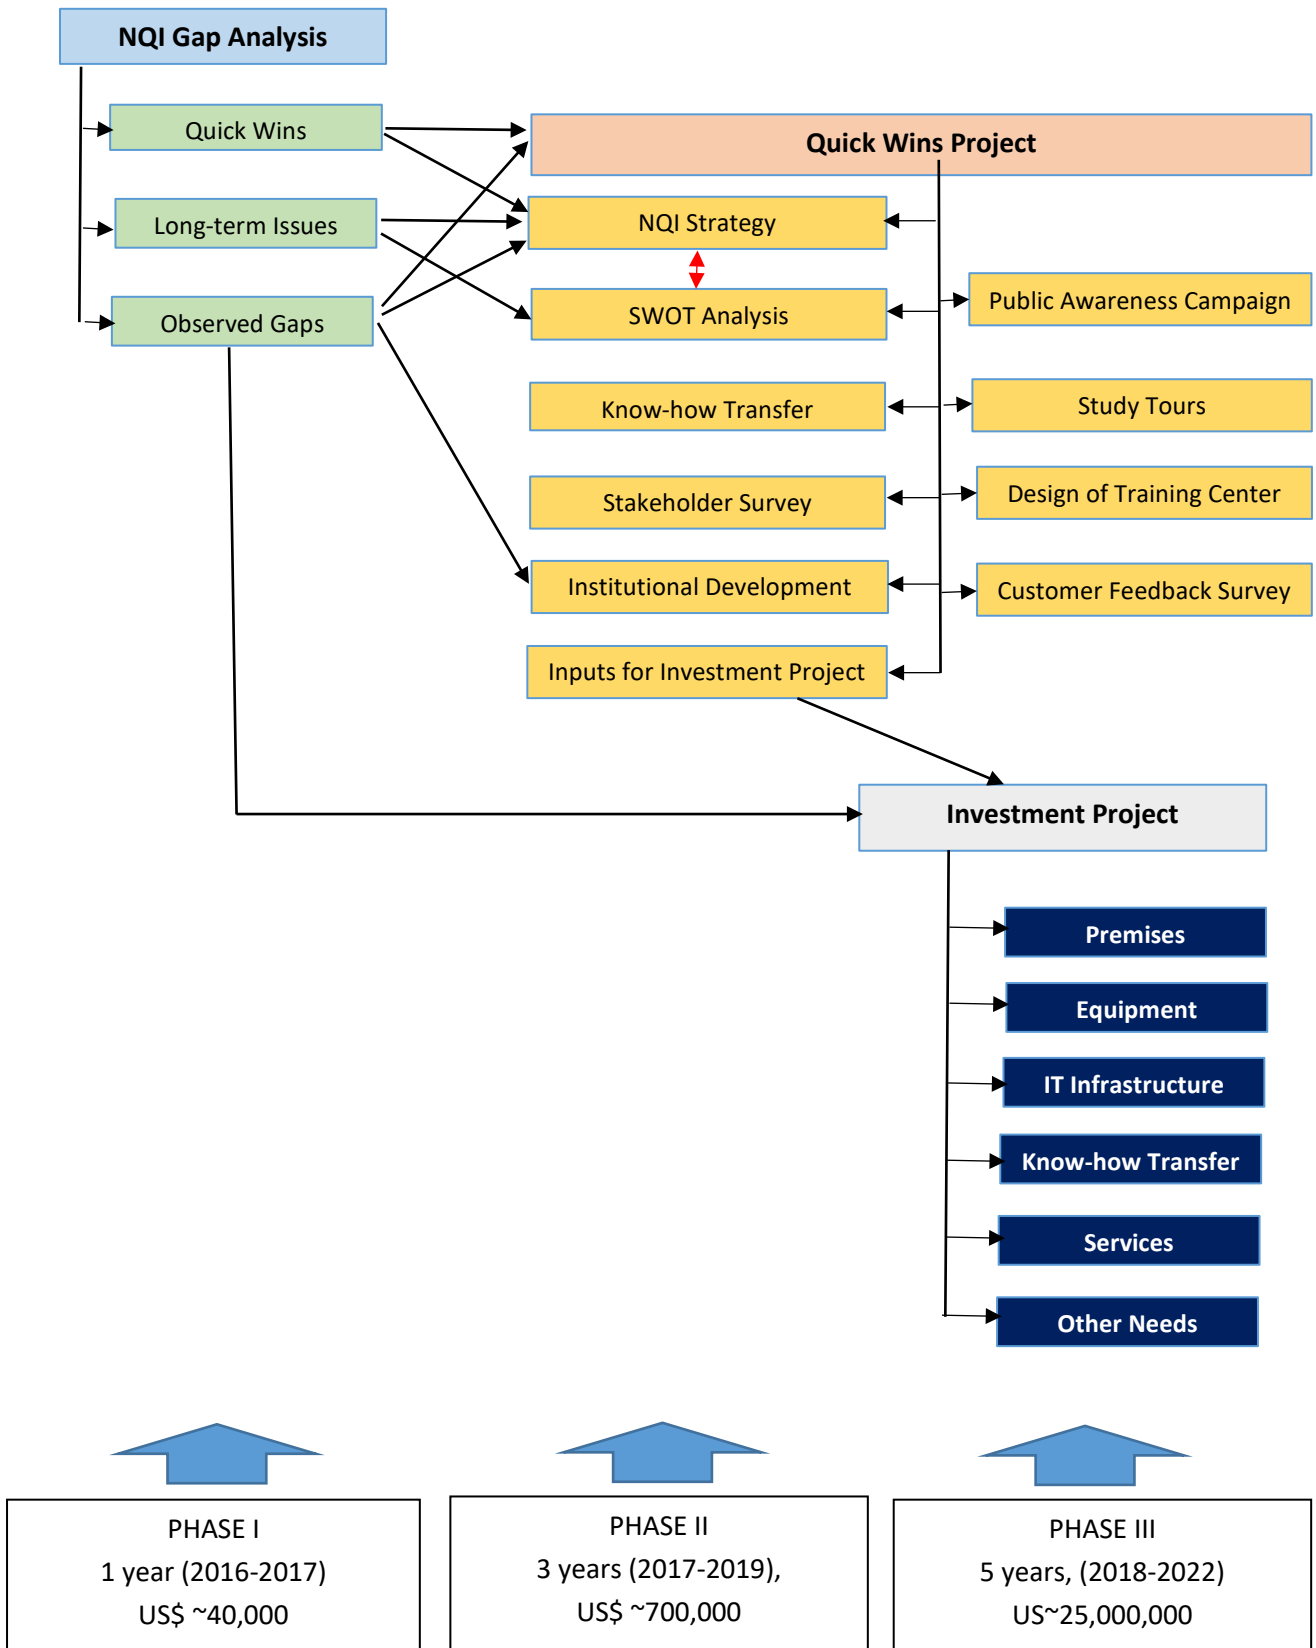 NQI Gap Analysis
Quick Wins
Long-term Issues
Observed Gaps
Quick Wins Project
NQI Strategy
SWOT Analysis
Know-how Transfer
Stakeholder Survey
Institutional Development
Inputs for Investment Project
Public Awareness Campaign
Study Tours
Design of Training Center
Customer Feedback Survey
Investment Project
Premises
Equipment
IT Infrastructure
Know-how Transfer
Services
Other Needs
PHASE I
1 year (2016-2017)
US$ ~40,000
PHASE II
3 years (2017-2019),
US$ ~700,000
PHASE III
5 years, (2018-2022)
US~25,000,000